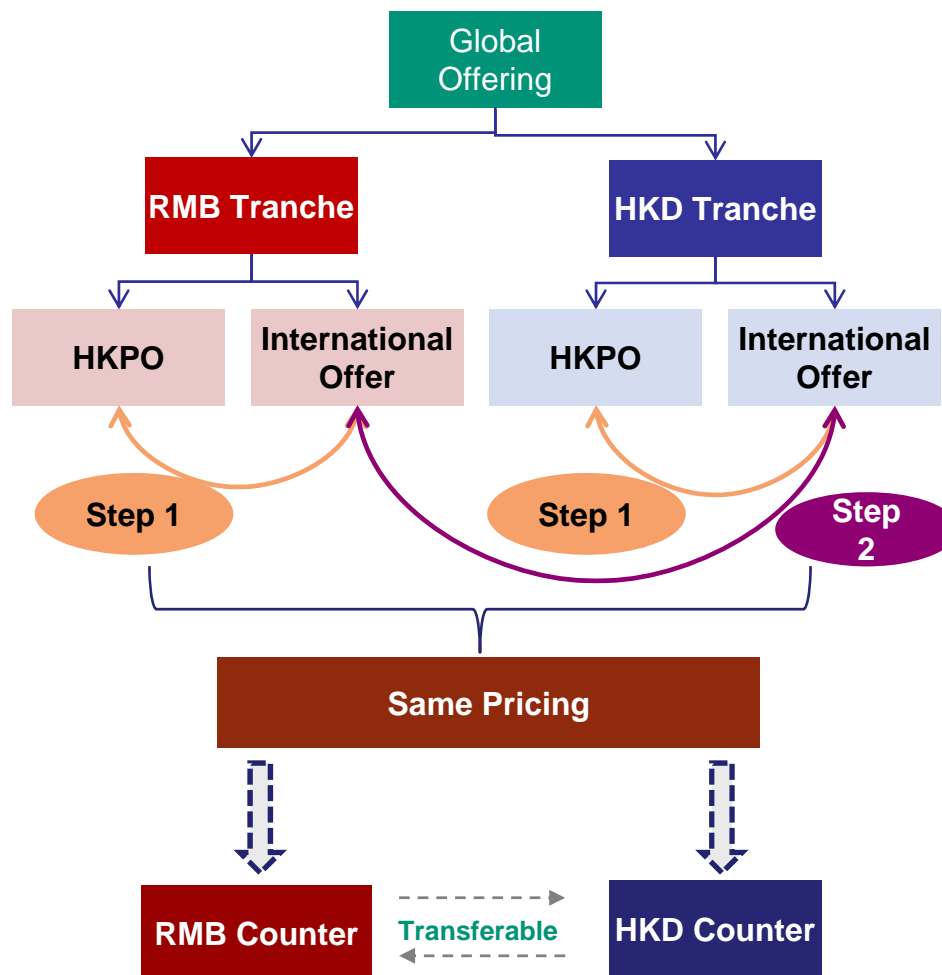 Global
Offering
RMB Tranche
HKD Tranche
HKPO
International
Offer
HKPO
International
Offer
Step 1
Step 1
Step
2
Same Pricing
RMB Counter
Transferable
HKD Counter